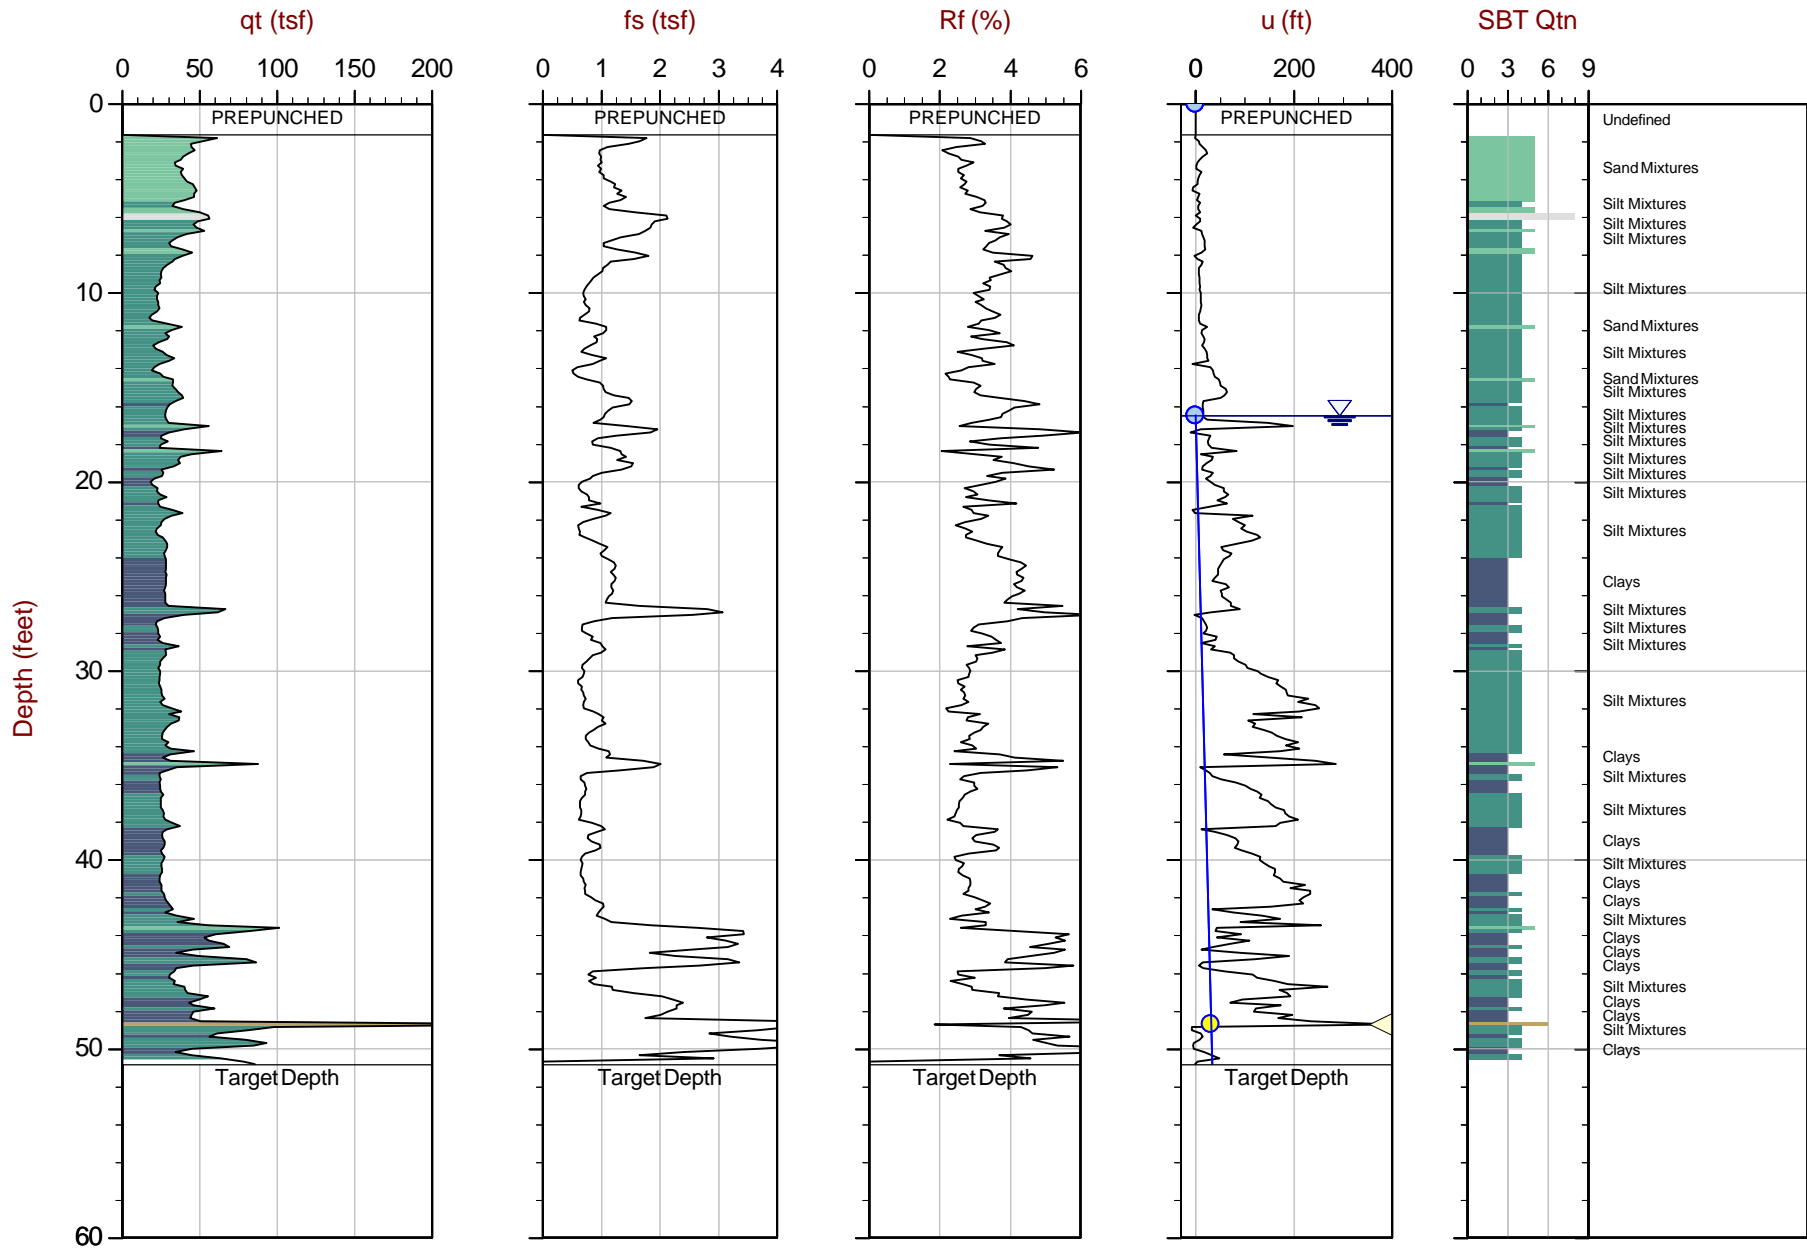 qt (tsf) fs (tsf) Rf (%) u (ft) SBT Qtn
0 50 100 150 200 0 1 2 3 4 0 2 4 6 0 200 400 0 3 6 9
0
PREPUNCHED PREPUNCHED PREPUNCHED PREPUNCHED
Undefined
Sand Mixtures
Silt Mixtures
Silt Mixtures
Silt Mixtures
10
Silt Mixtures
Sand Mixtures
Silt Mixtures
Sand Mixtures
Silt Mixtures
Silt Mixtures
Silt Mixtures
Silt Mixtures
Silt Mixtures
Silt Mixtures
20
Silt Mixtures
Silt Mixtures
Clays
Silt Mixtures
Silt Mixtures
Silt Mixtures
30
Depth (feet)
Silt Mixtures
Clays
Silt Mixtures
Silt Mixtures
Clays
40
Silt Mixtures
Clays
Clays
Silt Mixtures
Clays
Clays
Clays
Silt Mixtures
Clays
Clays
Silt Mixtures
50
Clays
Target Depth Target Depth Target Depth Target Depth
60